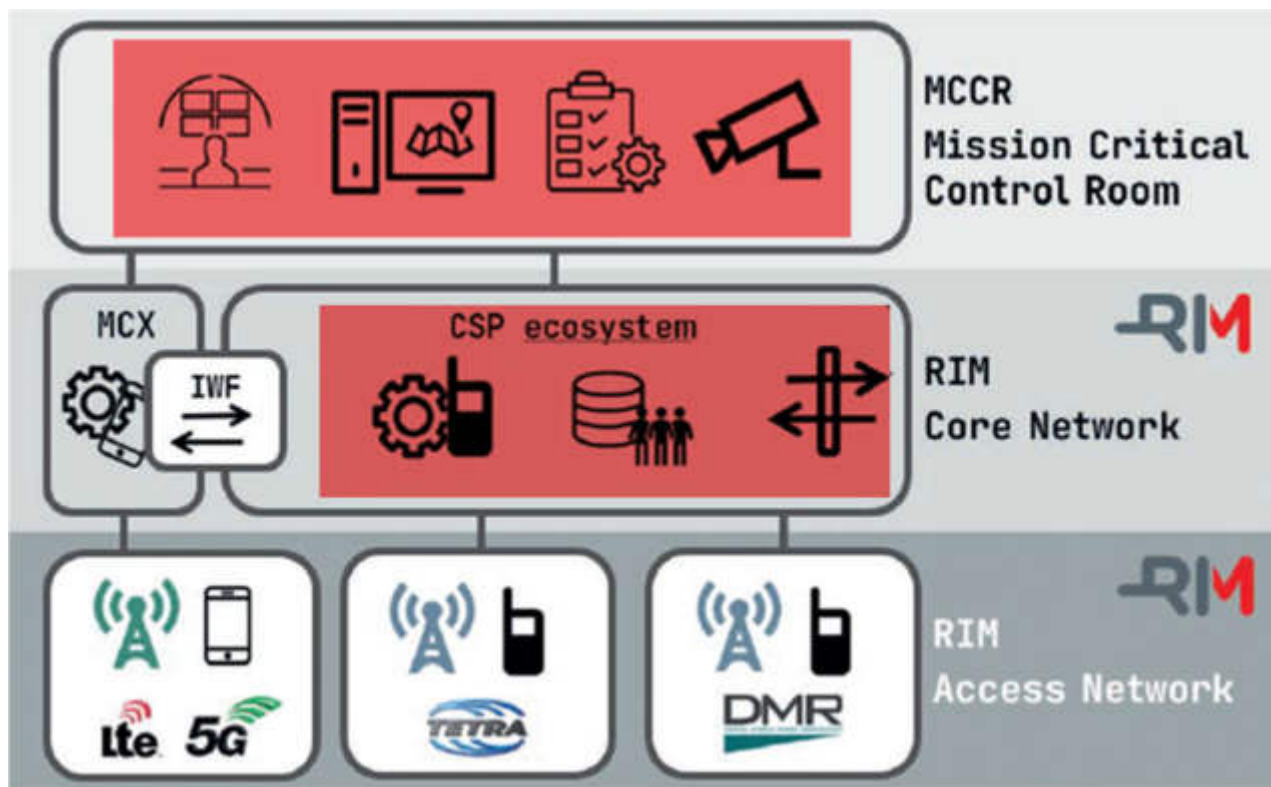 MCCR
Mission Critical
Control Room
MCX
IWF
CSP ecosystem
RIM
RIM
Core Network
RIM
RIM
Access Network
LTe
5G
TETRA
DMR